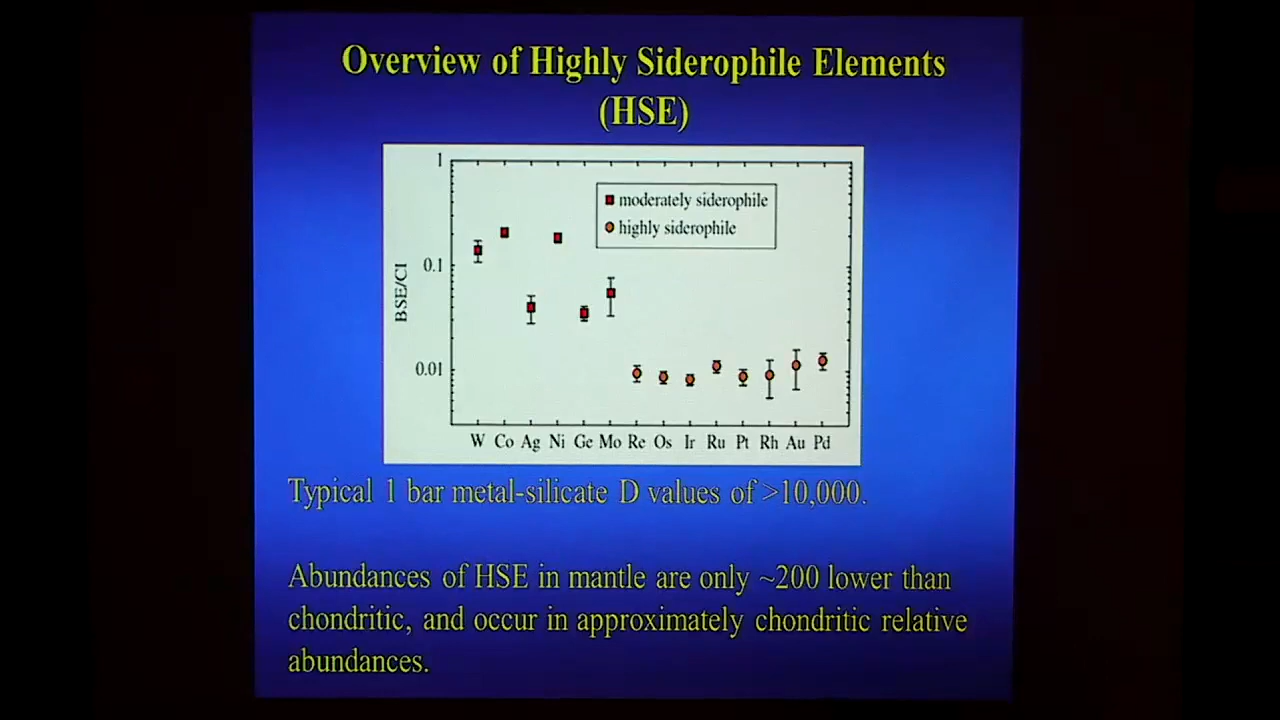 Overview of Highly Siderophile Elements
(HSE)
1
moderately siderophile
highly siderophile
0.1
BSE/CI
0.01
W Co Ag Ni Ge Mo Re Os Ir Ru Pt Rh Au Pd
Typical 1 bar metal-silicate D values of >10,000.
Abundances of HSE in mantle are only ~200 lower than
chondritic, and occur in approximately chondritic relative
abundances.